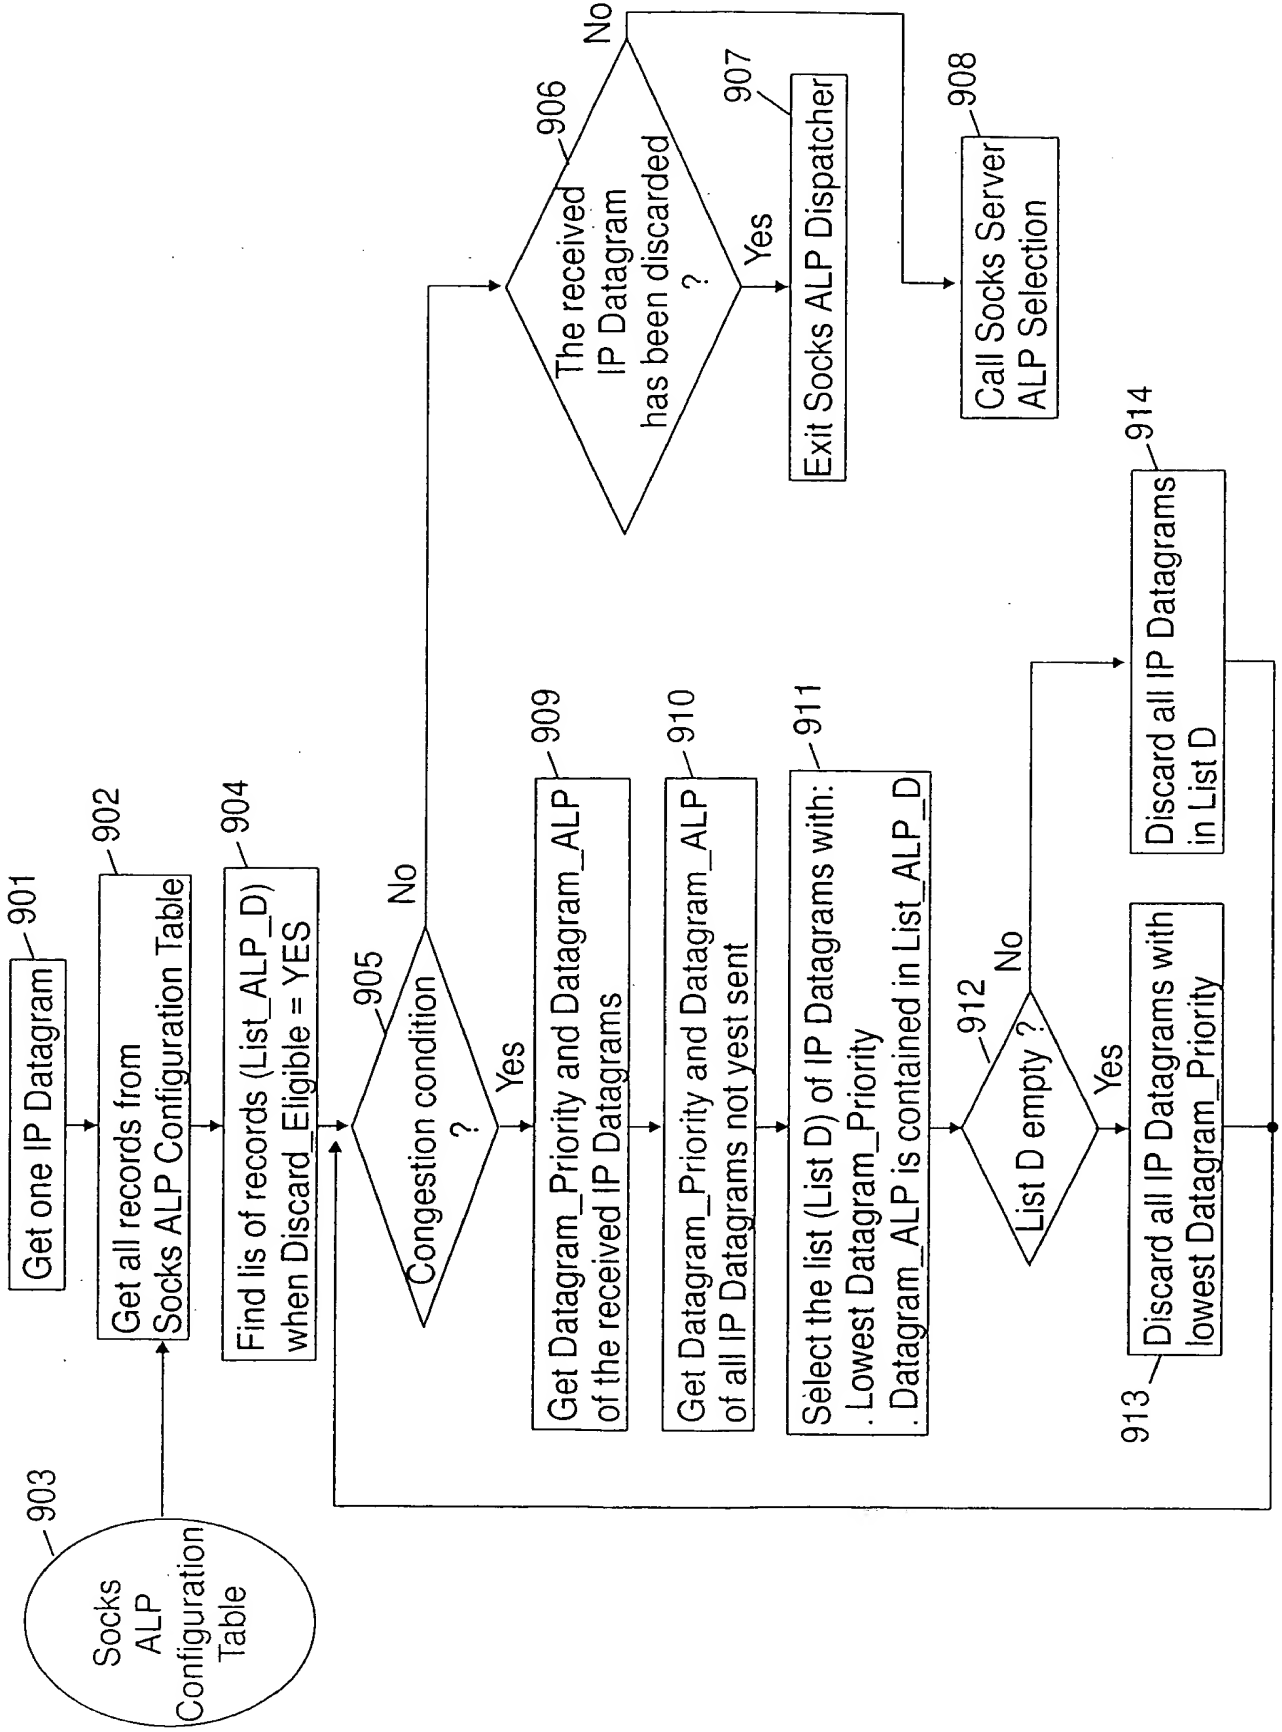 901
Get one IP Datagram
902
Get all records from
Socks ALP Configuration Table
903
Socks
ALP
Configuration
Table
904
Find lis of records (List_ALP_D)
when Discard_Eligible = YES
905
Congestion condition
?
No
Yes
906
The received
IP Datagram
has been discarded
?
No
Yes
907
Exit Socks ALP Dispatcher
908
Call Socks Server
ALP Selection
909
Get Datagram_Priority and Datagram_ALP
of the received IP Datagrams
910
Get Datagram_Priority and Datagram_ALP
of all IP Datagrams not yest sent
911
Select the list (List D) of IP Datagrams with:
. Lowest Datagram_Priority
. Datagram_ALP is contained in List_ALP_D
912
List D empty ?
No
Yes
913
Discard all IP Datagrams with
lowest Datagram_Priority
914
Discard all IP Datagrams
in List D